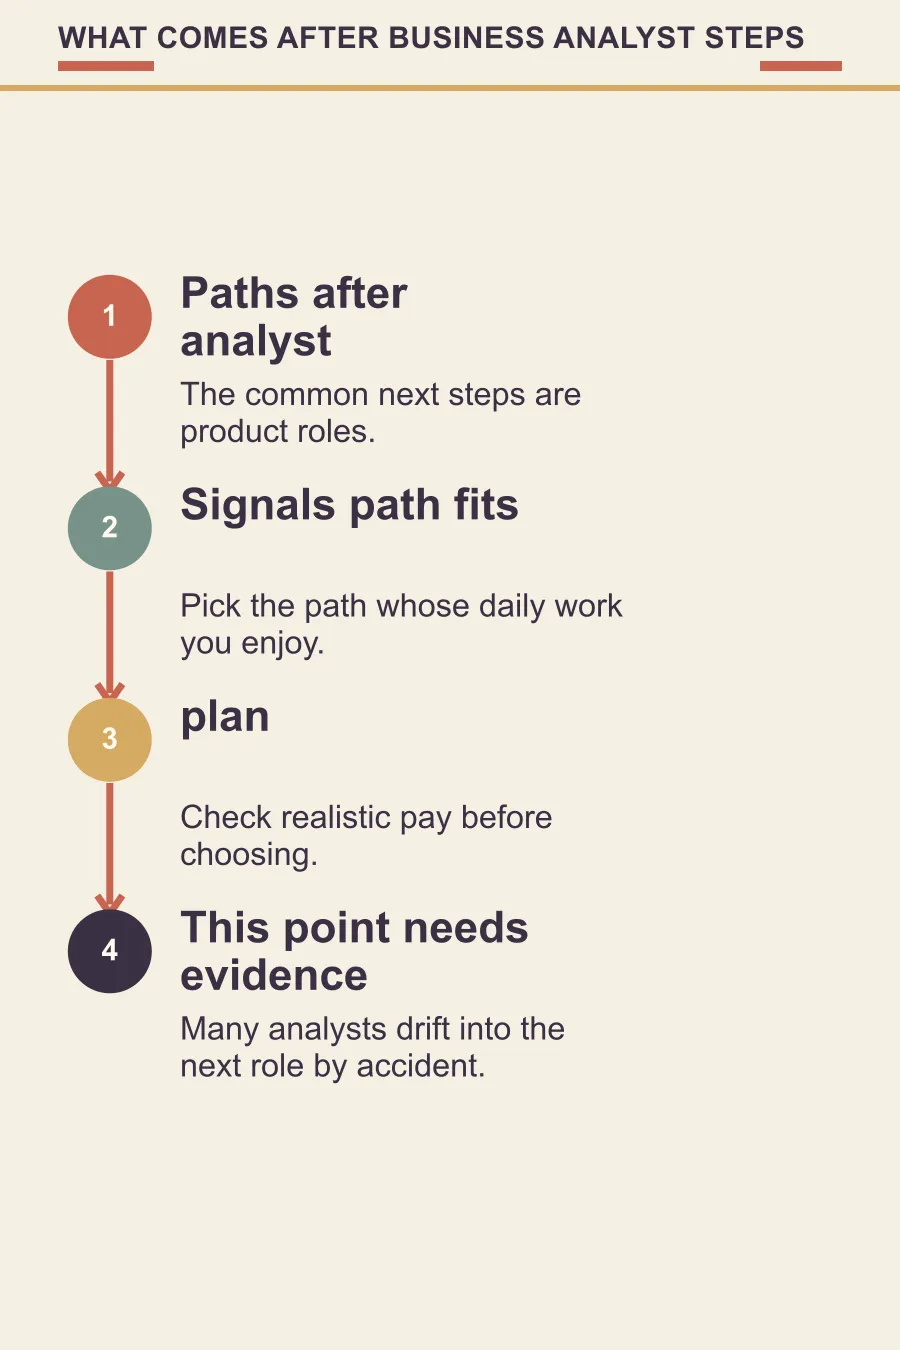 WHAT COMES AFTER BUSINESS ANALYST STEPS
1
Paths after
analyst
The common next steps are
product roles.
2
Signals path fits
Pick the path whose daily work
you enjoy.
3
plan
Check realistic pay before
choosing.
4
This point needs
evidence
Many analysts drift into the
next role by accident.